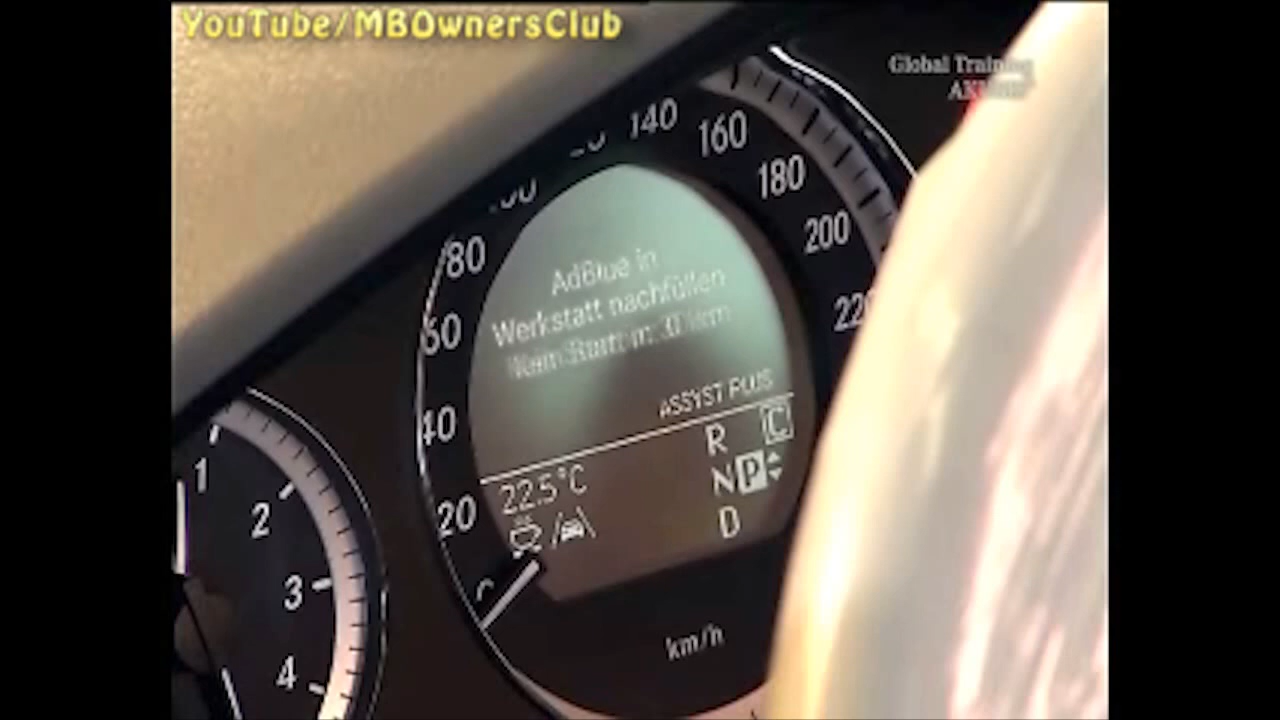 YouTube/MBOwnersClub
Global Training
140
160
180
200
80
60
40
20
AdBlue in
Werkstatt nachfüllen
ASSYST PLUS
R C
22.5°C N P
D
km/h
1
2
3
4